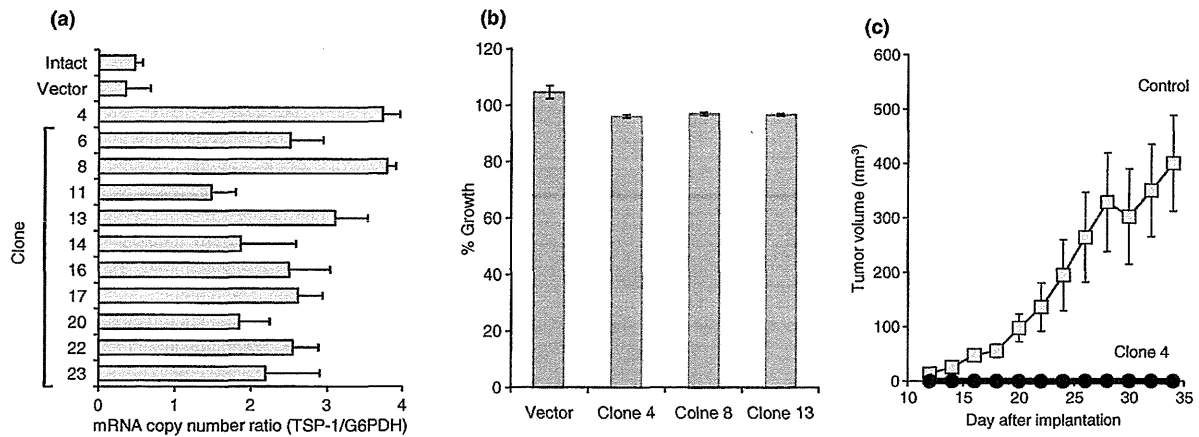 (a)
Intact
Vector
4
6
8
11
13
14
16
17
20
22
23
Clone
0 1 2 3 4
mRNA copy number ratio (TSP-1/G6PDH)
(b)
120
100
80
60
40
20
0
% Growth
Vector Clone 4 Colne 8 Clone 13
(c)
600
500
400
300
200
100
0
Tumor volume (mm³)
Control
Clone 4
10 15 20 25 30 35
Day after implantation